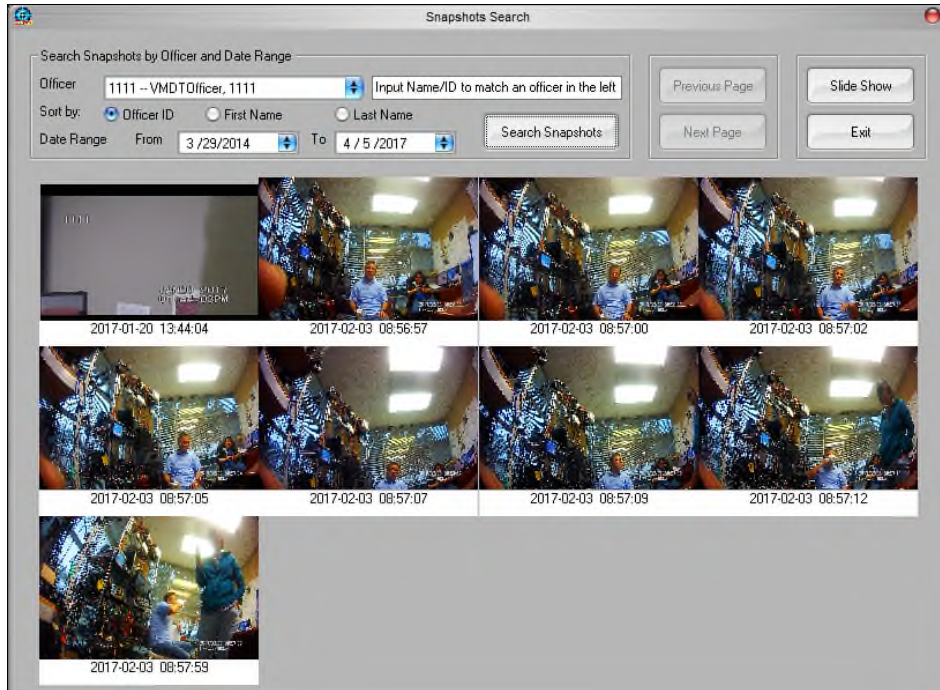 Snapshots Search
Search Snapshots by Officer and Date Range
Officer
1111 -- VMDTOfficer, 1111
Input Name/ID to match an officer in the left
Sort by:
Officer ID
First Name
Last Name
Date Range
From
3 /29/2014
To
4 / 5 /2017
Search Snapshots
Previous Page
Next Page
Slide Show
Exit
1111
2017-01-20 13:44:04
2017-02-03 08:56:57
2017-02-03 08:57:00
2017-02-03 08:57:02
2017-02-03 08:57:05
2017-02-03 08:57:07
2017-02-03 08:57:09
2017-02-03 08:57:12
2017-02-03 08:57:59